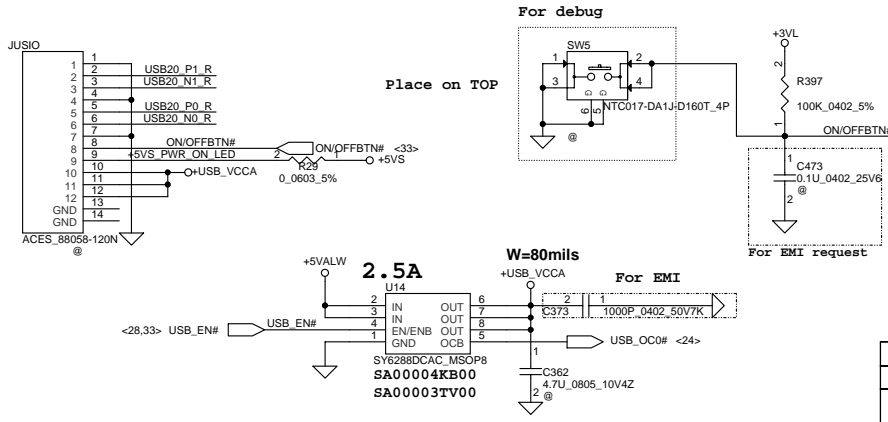 For debug
JUSIO
1 1
2 2 USB20_P1_R
3 3 USB20_N1_R
4 4
5 5 USB20_P0_R
6 6 USB20_N0_R
7 7
8 8 ON/OFFBTN# ON/OFFBTN# <33>
9 9 +5VS_PWR_ON_LED 2 1 +5VS
R29
0_0603_5%
10 10 +USB_VCCA
11 11
12 12
GND 13
GND 14
ACES_88058-120N
@
Place on TOP
SW5
1 2
3 4
G G
6 5
NTC017-DA1J-D160T_4P
@
+3VL
2
R397
100K_0402_5%
1
ON/OFFBTN#
1
C473
0.1U_0402_25V6
@
2
For EMI request
+5VALW
2.5A
U14
W=80mils
+USB_VCCA
For EMI
2 IN OUT 6
3 IN OUT 7
4 EN/ENB OUT 8
1 GND OCB 5
<28,33> USB_EN# USB_EN#
SY6288DCAC_MSOP8
SA00004KB00
SA00003TV00
C373 2 1 1000P_0402_50V7K
USB_OC0# <24>
1
C362
4.7U_0805_10V4Z
2 @